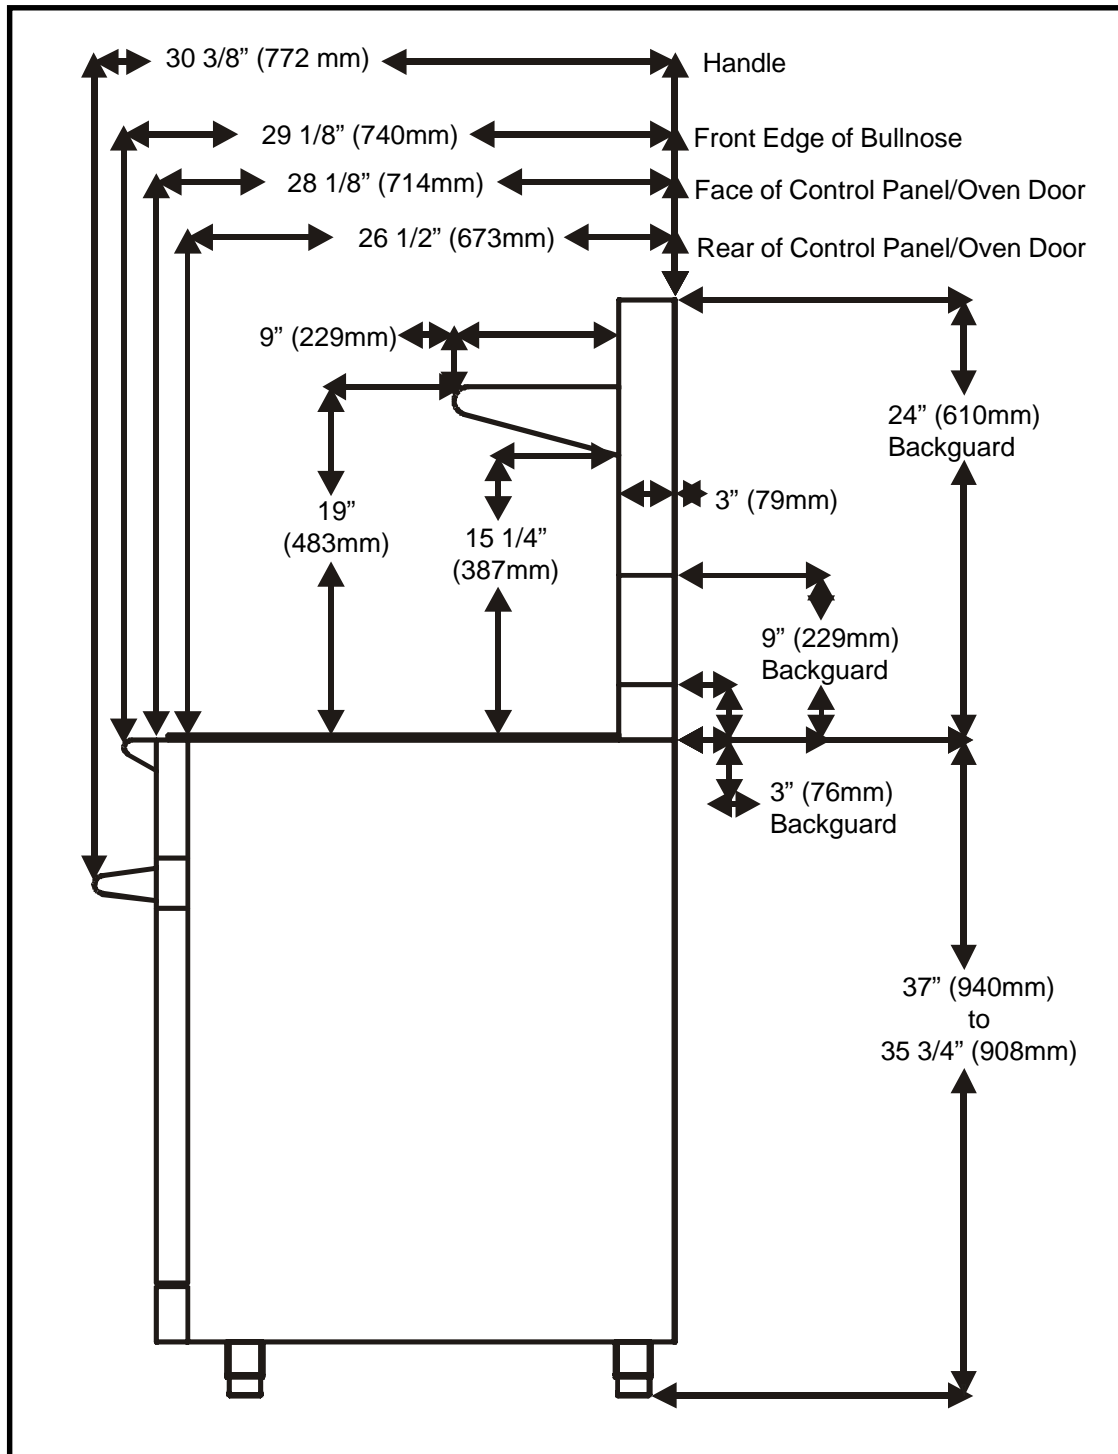 30 3/8” (772 mm)
Handle
29 1/8” (740mm)
Front Edge of Bullnose
28 1/8” (714mm)
Face of Control Panel/Oven Door
26 1/2” (673mm)
Rear of Control Panel/Oven Door
9” (229mm)
24” (610mm)
Backguard
3” (79mm)
19”
(483mm)
15 1/4”
(387mm)
9” (229mm)
Backguard
3” (76mm)
Backguard
37” (940mm)
to
35 3/4” (908mm)